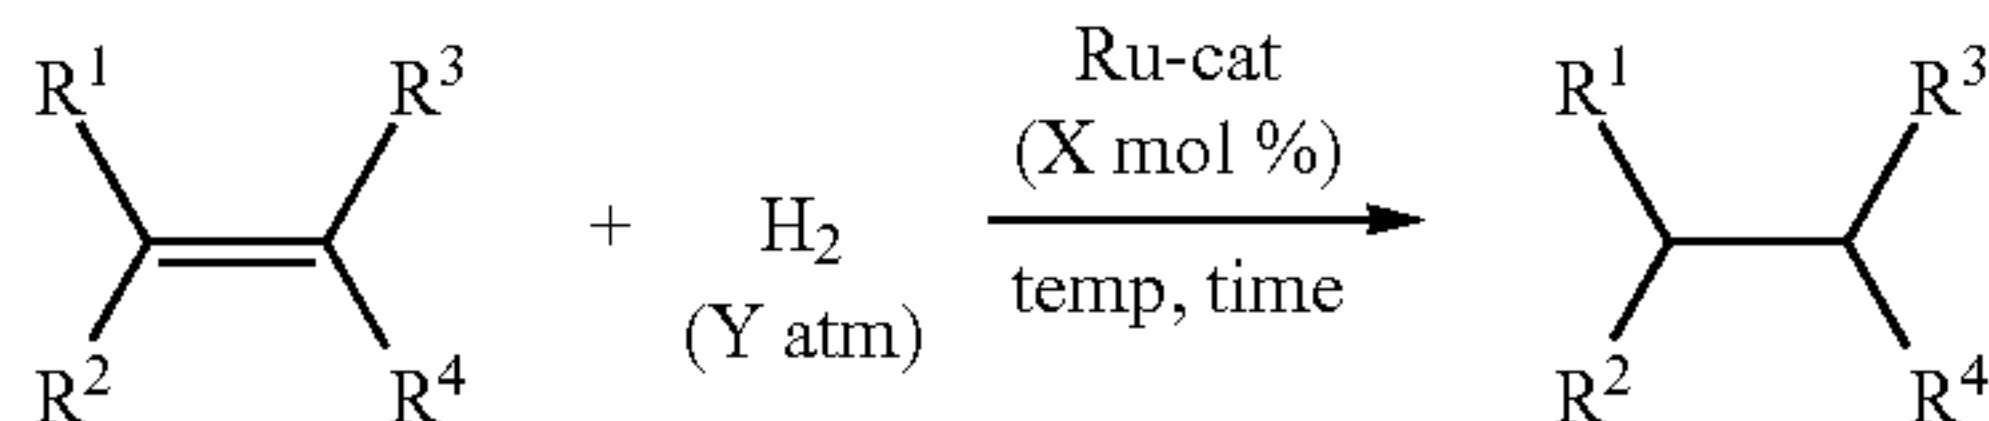 R¹ R³ Ru-cat R¹ R³
(X mol %)
+ H₂
(Y atm) temp, time
R² R⁴ R² R⁴